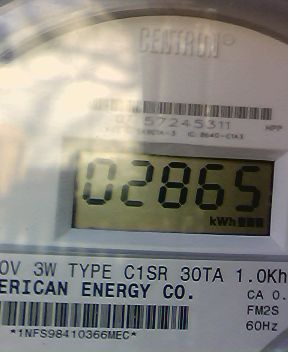 CENTRON®
57245311
HPP
02865
kWh
0V 3W TYPE C1SR 30TA 1.0Kh
ERICAN ENERGY CO.
CA 0.
FM2S
60Hz
*1NFS98410366MEC*